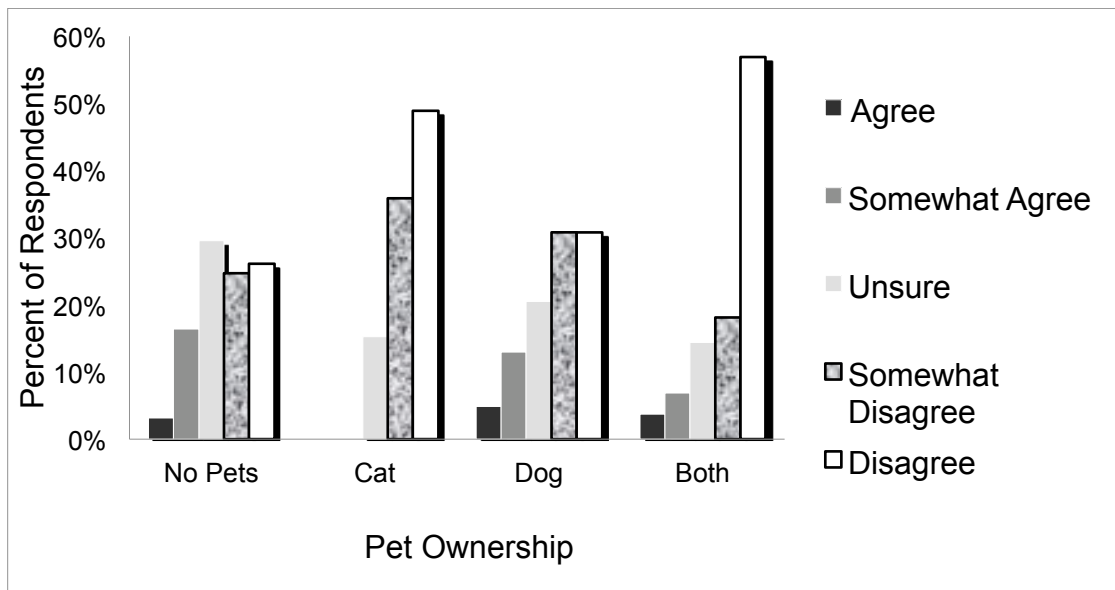 60%
50%
40%
30%
20%
10%
0%
Percent of Respondents
No Pets
Cat
Dog
Both
Pet Ownership
Agree
Somewhat Agree
Unsure
Somewhat
Disagree
Disagree